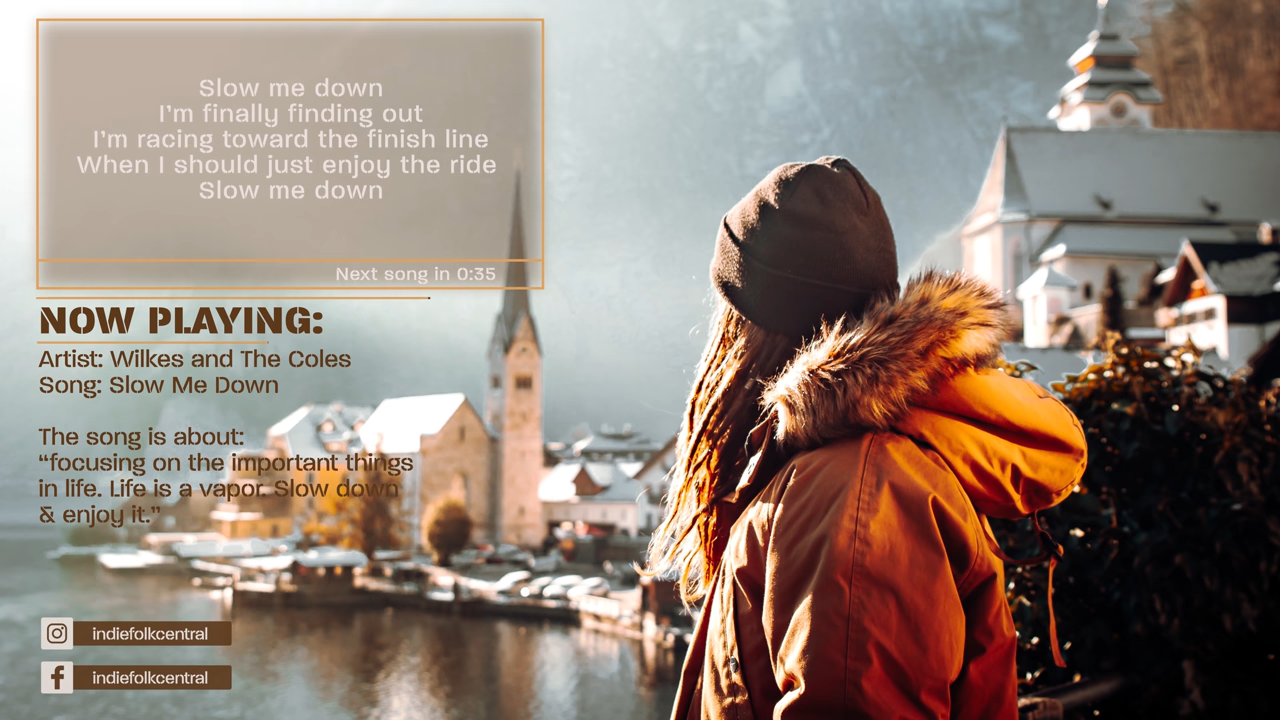 Slow me down
I'm finally finding out
I'm racing toward the finish line
When I should just enjoy the ride
Slow me down
Next song in 0:35
NOW PLAYING:
Artist: Wilkes and The Coles
Song: Slow Me Down
The song is about:
“focusing on the important things
in life. Life is a vapor. Slow down
& enjoy it.”
indiefolkcentral
indiefolkcentral